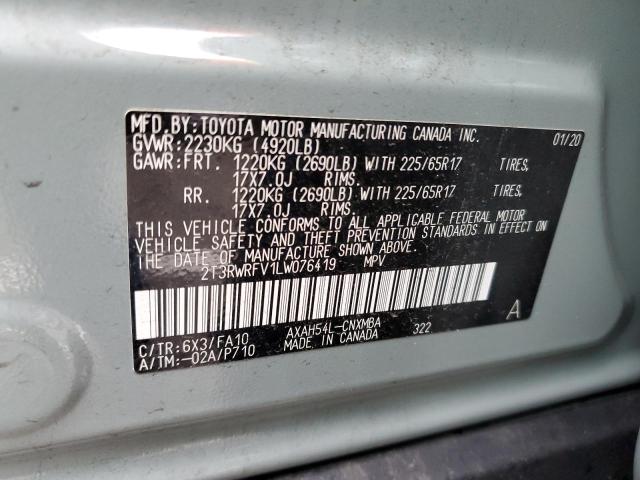 MFD.BY:TOYOTA MOTOR MANUFACTURING CANADA INC. 01/20
GVWR:2230KG (4920LB)
GAWR:FRT. 1220KG (2690LB) WITH 225/65R17 TIRES,
17X7.0J RIMS.
RR. 1220KG (2690LB) WITH 225/65R17 TIRES,
17X7.0J RIMS.
THIS VEHICLE CONFORMS TO ALL APPLICABLE FEDERAL MOTOR
VEHICLE SAFETY AND THEFT PREVENTION STANDARDS IN EFFECT ON
THE DATE OF MANUFACTURE SHOWN ABOVE.
2T3RWRFV1LW076419 MPV
A
C/TR:6X3/FA10 AXAH54L-CNXMBA 322
A/TM:-02A/P710 MADE IN CANADA